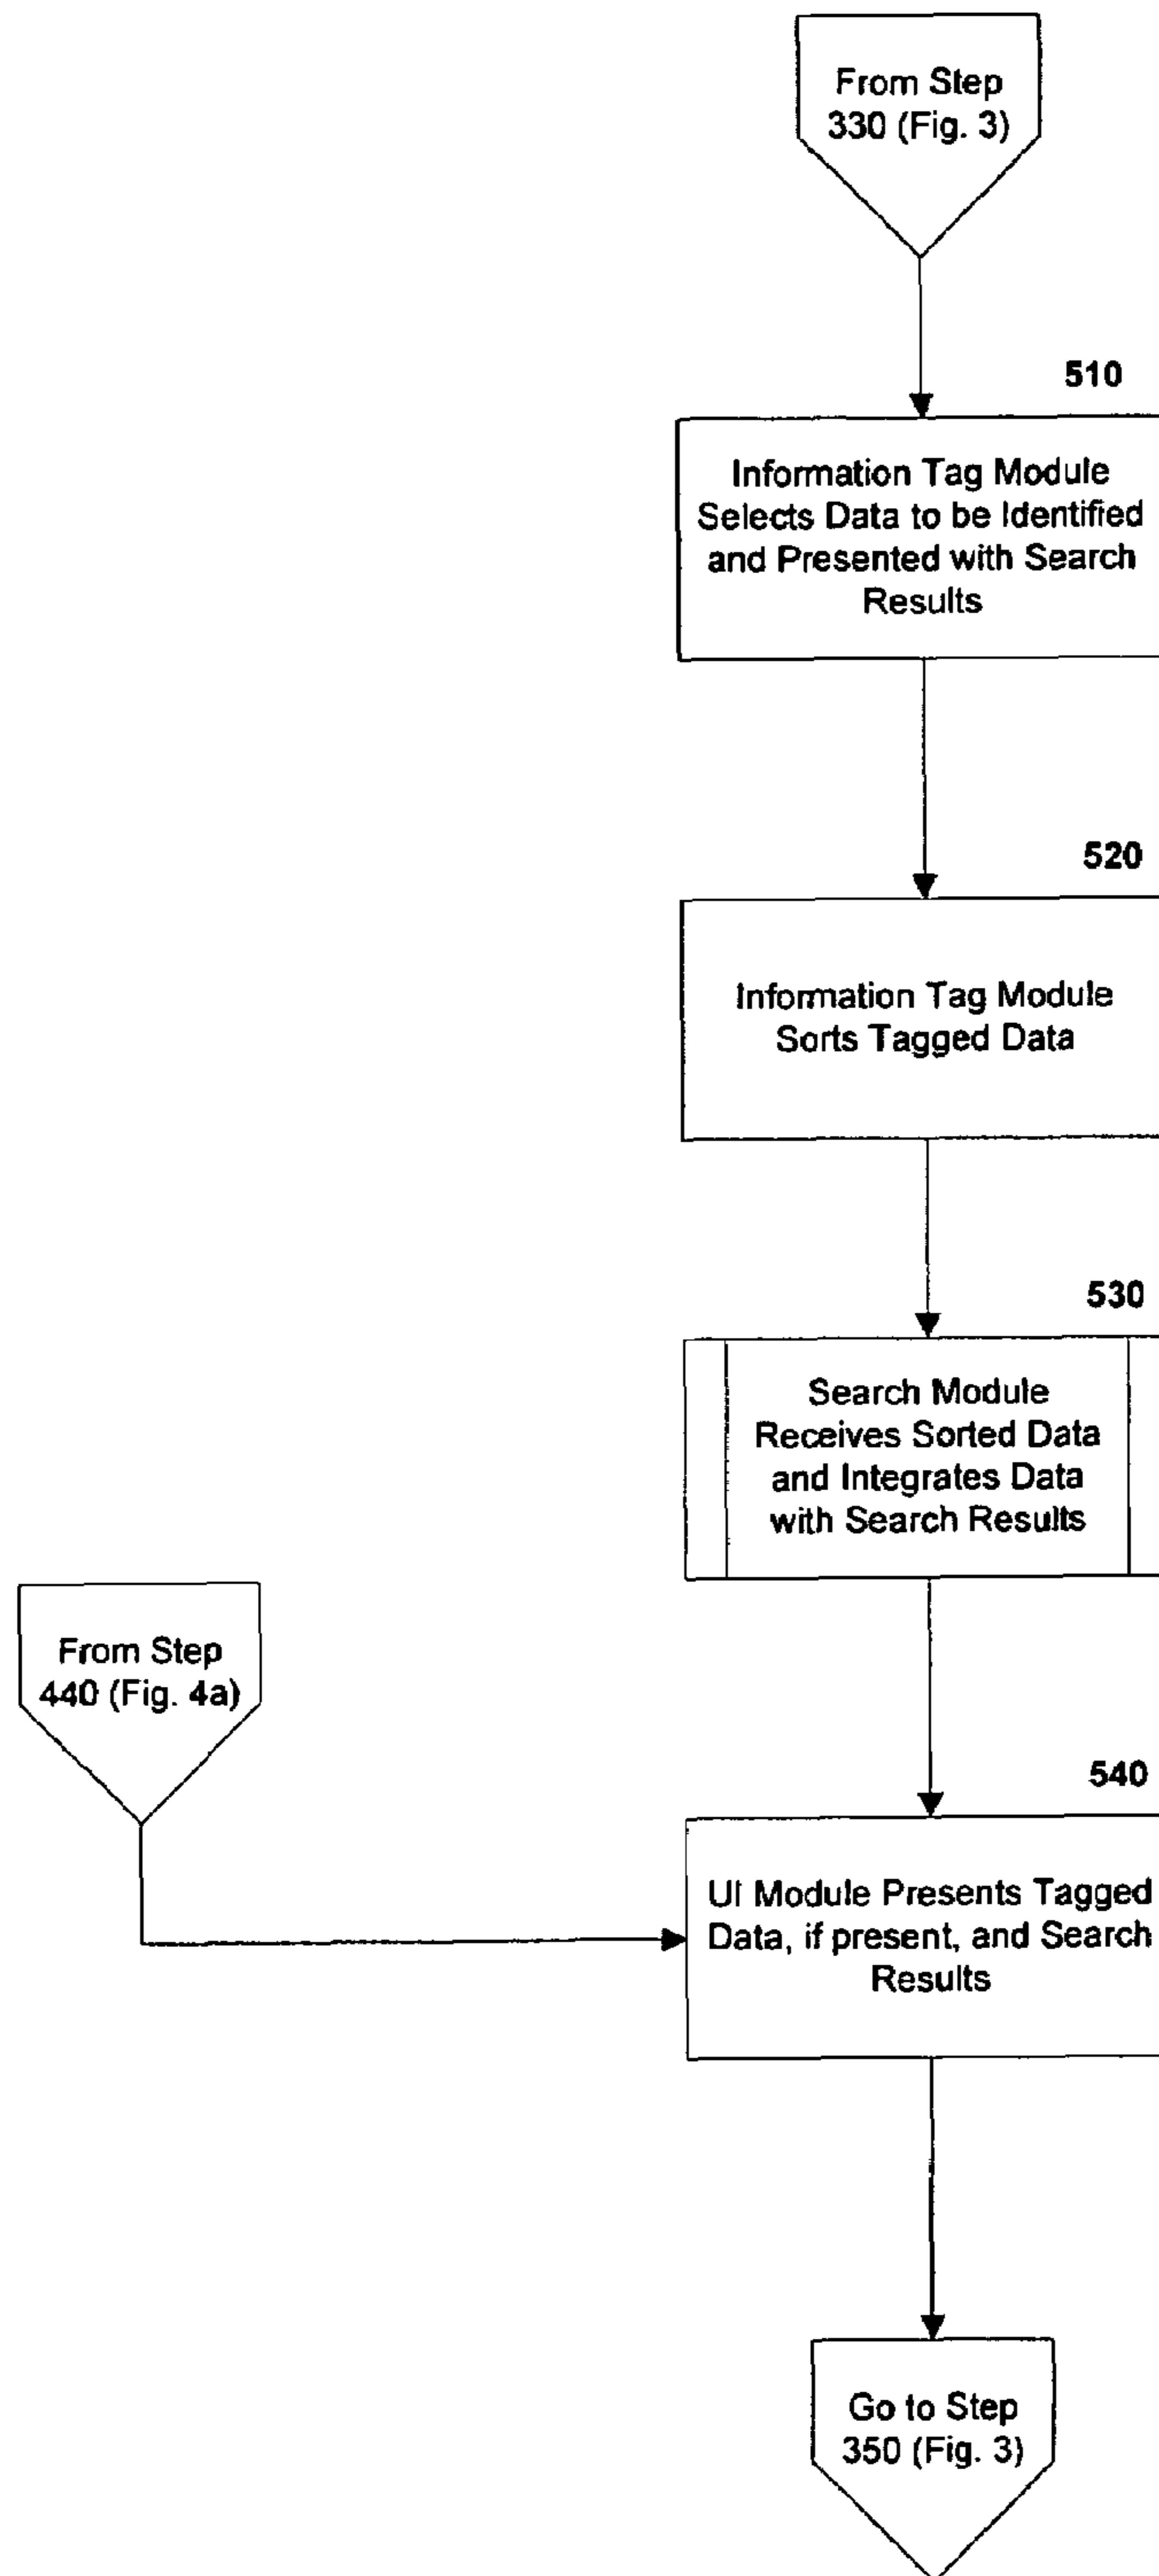 From Step
330 (Fig. 3)
510
Information Tag Module
Selects Data to be Identified
and Presented with Search
Results
520
Information Tag Module
Sorts Tagged Data
530
Search Module
Receives Sorted Data
and Integrates Data
with Search Results
From Step
440 (Fig. 4a)
540
UI Module Presents Tagged
Data, if present, and Search
Results
Go to Step
350 (Fig. 3)